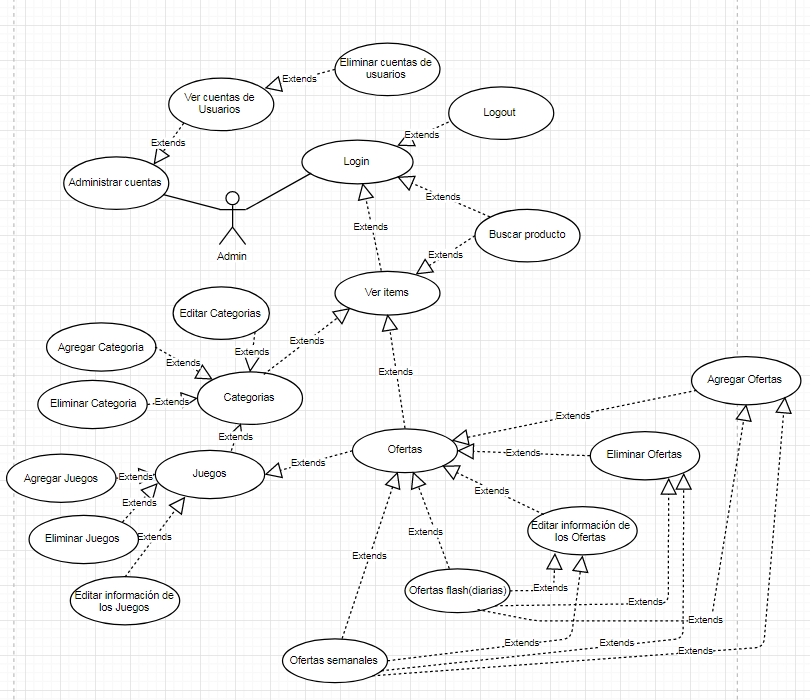 Eliminar cuentas de
usuarios
Extends
Ver cuentas de
Usuarios
Logout
Extends
Extends
Login
Administrar cuentas
Extends
Extends
Buscar producto
Admin
Extends
Ver items
Editar Categorias
Extends
Agregar Categoria
Extends
Extends
Extends
Categorias
Eliminar Categoria
Extends
Extends
Agregar Ofertas
Extends
Extends
Ofertas
Eliminar Ofertas
Extends
Extends
Juegos
Agregar Juegos
Extends
Extends
Extends
Editar información de
los Ofertas
Eliminar Juegos
Extends
Extends
Extends
Ofertas flash(diarias)
Extends
Editar información de
los Juegos
Extends
Extends
Extends
Extends
Extends
Ofertas semanales